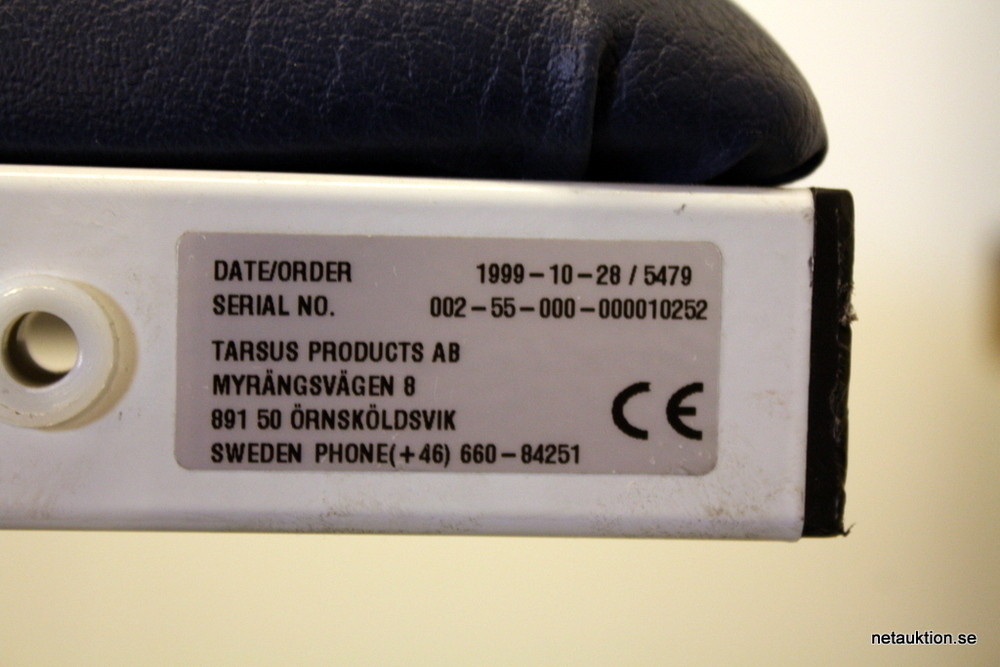 DATE/ORDER 1999-10-28 / 5479
SERIAL NO. 002-55-000-000010252
TARSUS PRODUCTS AB
MYRÄNGSVÄGEN 8
891 50 ÖRNSKÖLDSVIK
SWEDEN PHONE(+46) 660-84251
CE
netauktion.se